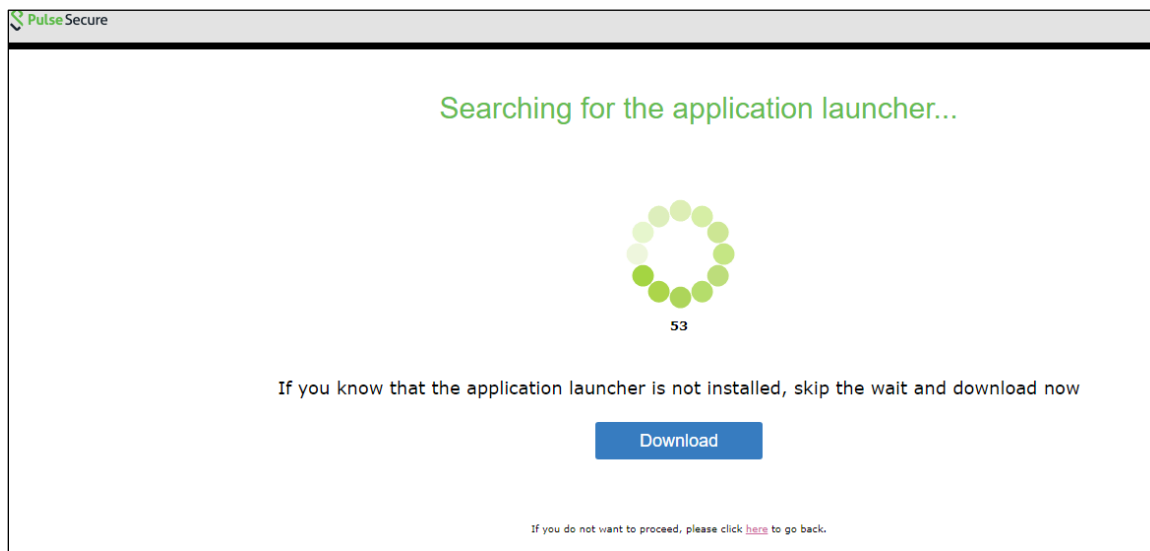 Pulse Secure
Searching for the application launcher...
53
If you know that the application launcher is not installed, skip the wait and download now
Download
If you do not want to proceed, please click here to go back.